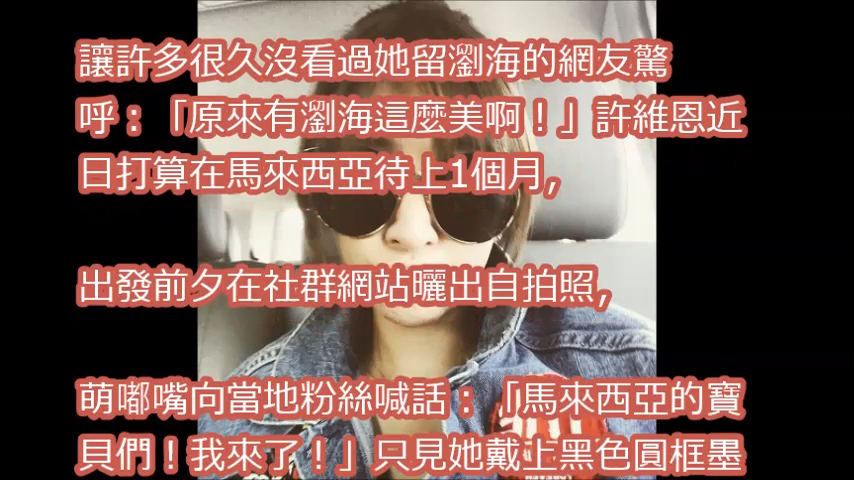 讓許多很久沒看過她留瀏海的網友驚
呼：「原來有瀏海這麼美啊！」許維恩近
日打算在馬來西亞待上1個月，
出發前夕在社群網站曬出自拍照，
萌嘟嘴向當地粉絲喊話：「馬來西亞的寶
貝們！我來了！」只見她戴上黑色圓框墨